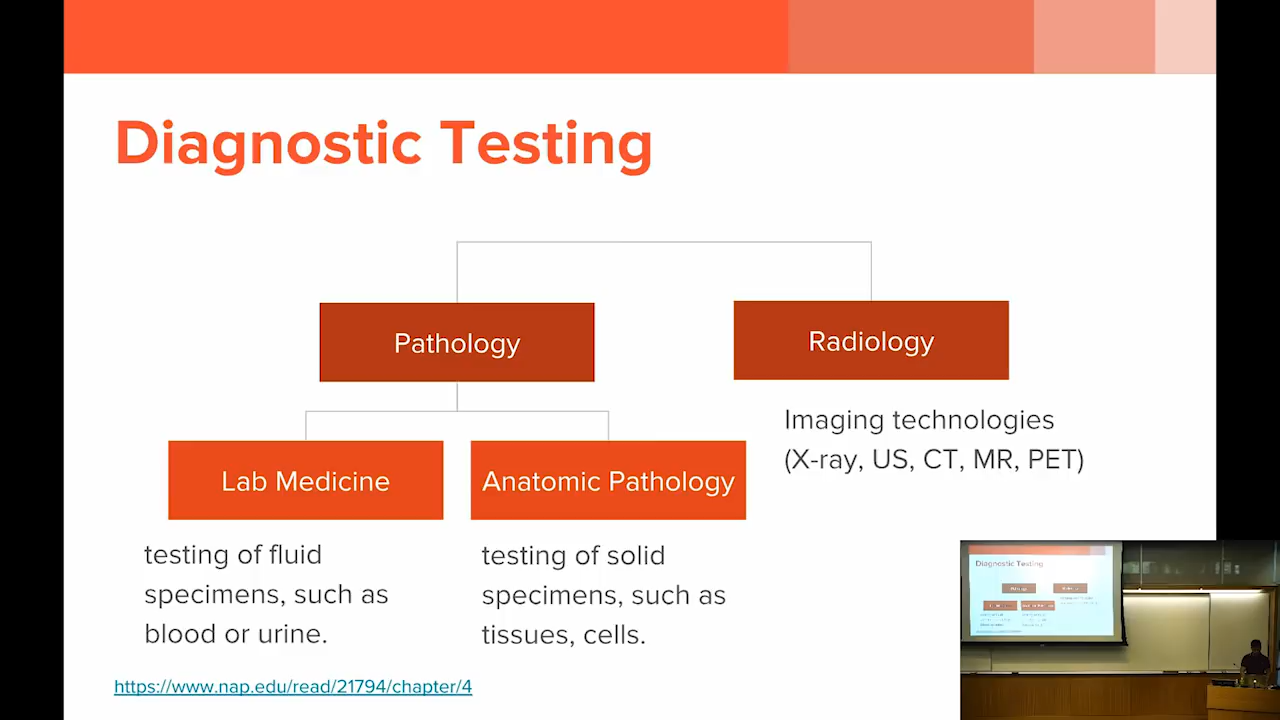 Diagnostic Testing
Pathology
Radiology
Imaging technologies
(X-ray, US, CT, MR, PET)
Lab Medicine
Anatomic Pathology
testing of fluid
specimens, such as
blood or urine.
testing of solid
specimens, such as
tissues, cells.
https://www.nap.edu/read/21794/chapter/4
Diagnostic Testing